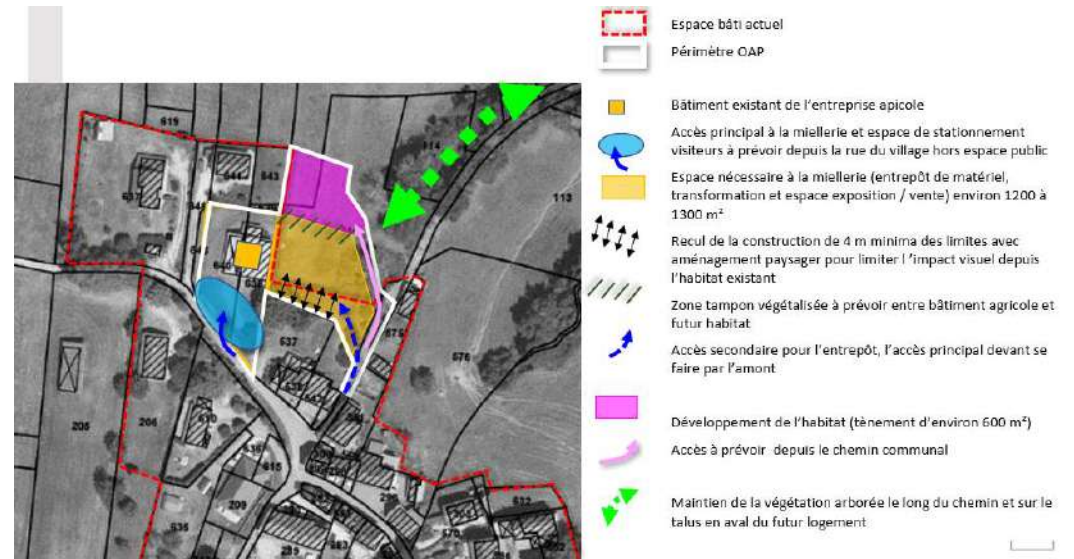 Espace bâti actuel
Périmètre OAP
Bâtiment existant de l'entreprise apicole
Accès principal à la miellerie et espace de stationnement
visiteurs à prévoir depuis la rue du village hors espace public
Espace nécessaire à la miellerie (entrepôt de matériel,
transformation et espace exposition / vente) environ 1200 à
1300 m²
Recul de la construction de 4 m minima des limites avec
aménagement paysager pour limiter l 'impact visuel depuis
l'habitat existant
Zone tampon végétalisée à prévoir entre bâtiment agricole et
futur habitat
Accès secondaire pour l'entrepôt, l'accès principal devant se
faire par l'amont
Développement de l'habitat (tènement d'environ 600 m²)
Accès à prévoir depuis le chemin communal
Maintien de la végétation arborée le long du chemin et sur le
talus en aval du futur logement
619
114
543
637
113
537
575
576
205
206
615
209
635